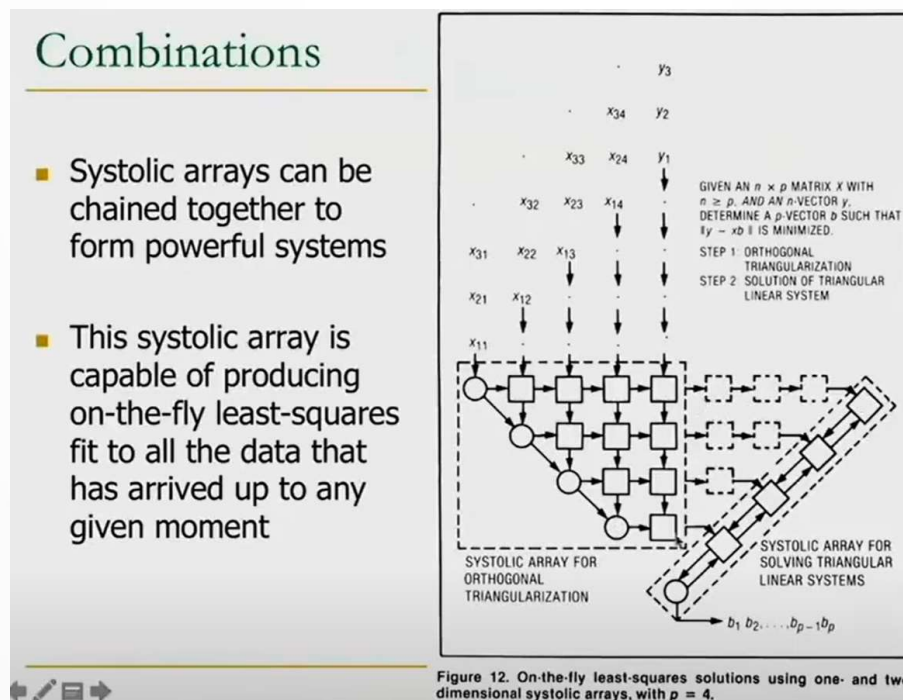 Combinations
Systolic arrays can be
chained together to
form powerful systems
This systolic array is
capable of producing
on-the-fly least-squares
fit to all the data that
has arrived up to any
given moment
y3
x34 y2
x33 x24 y1
x32 x23 x14
x31 x22 x13
x21 x12
x11
GIVEN AN n × p MATRIX X WITH
n ≥ p, AND AN n-VECTOR y,
DETERMINE A p-VECTOR b SUCH THAT
‖y − xb‖ IS MINIMIZED.
STEP 1: ORTHOGONAL
TRIANGULARIZATION
STEP 2: SOLUTION OF TRIANGULAR
LINEAR SYSTEM
SYSTOLIC ARRAY FOR
ORTHOGONAL
TRIANGULARIZATION
SYSTOLIC ARRAY FOR
SOLVING TRIANGULAR
LINEAR SYSTEMS
b1 b2.....bp−1bp
Figure 12. On-the-fly least-squares solutions using one- and
dimensional systolic arrays, with p = 4.